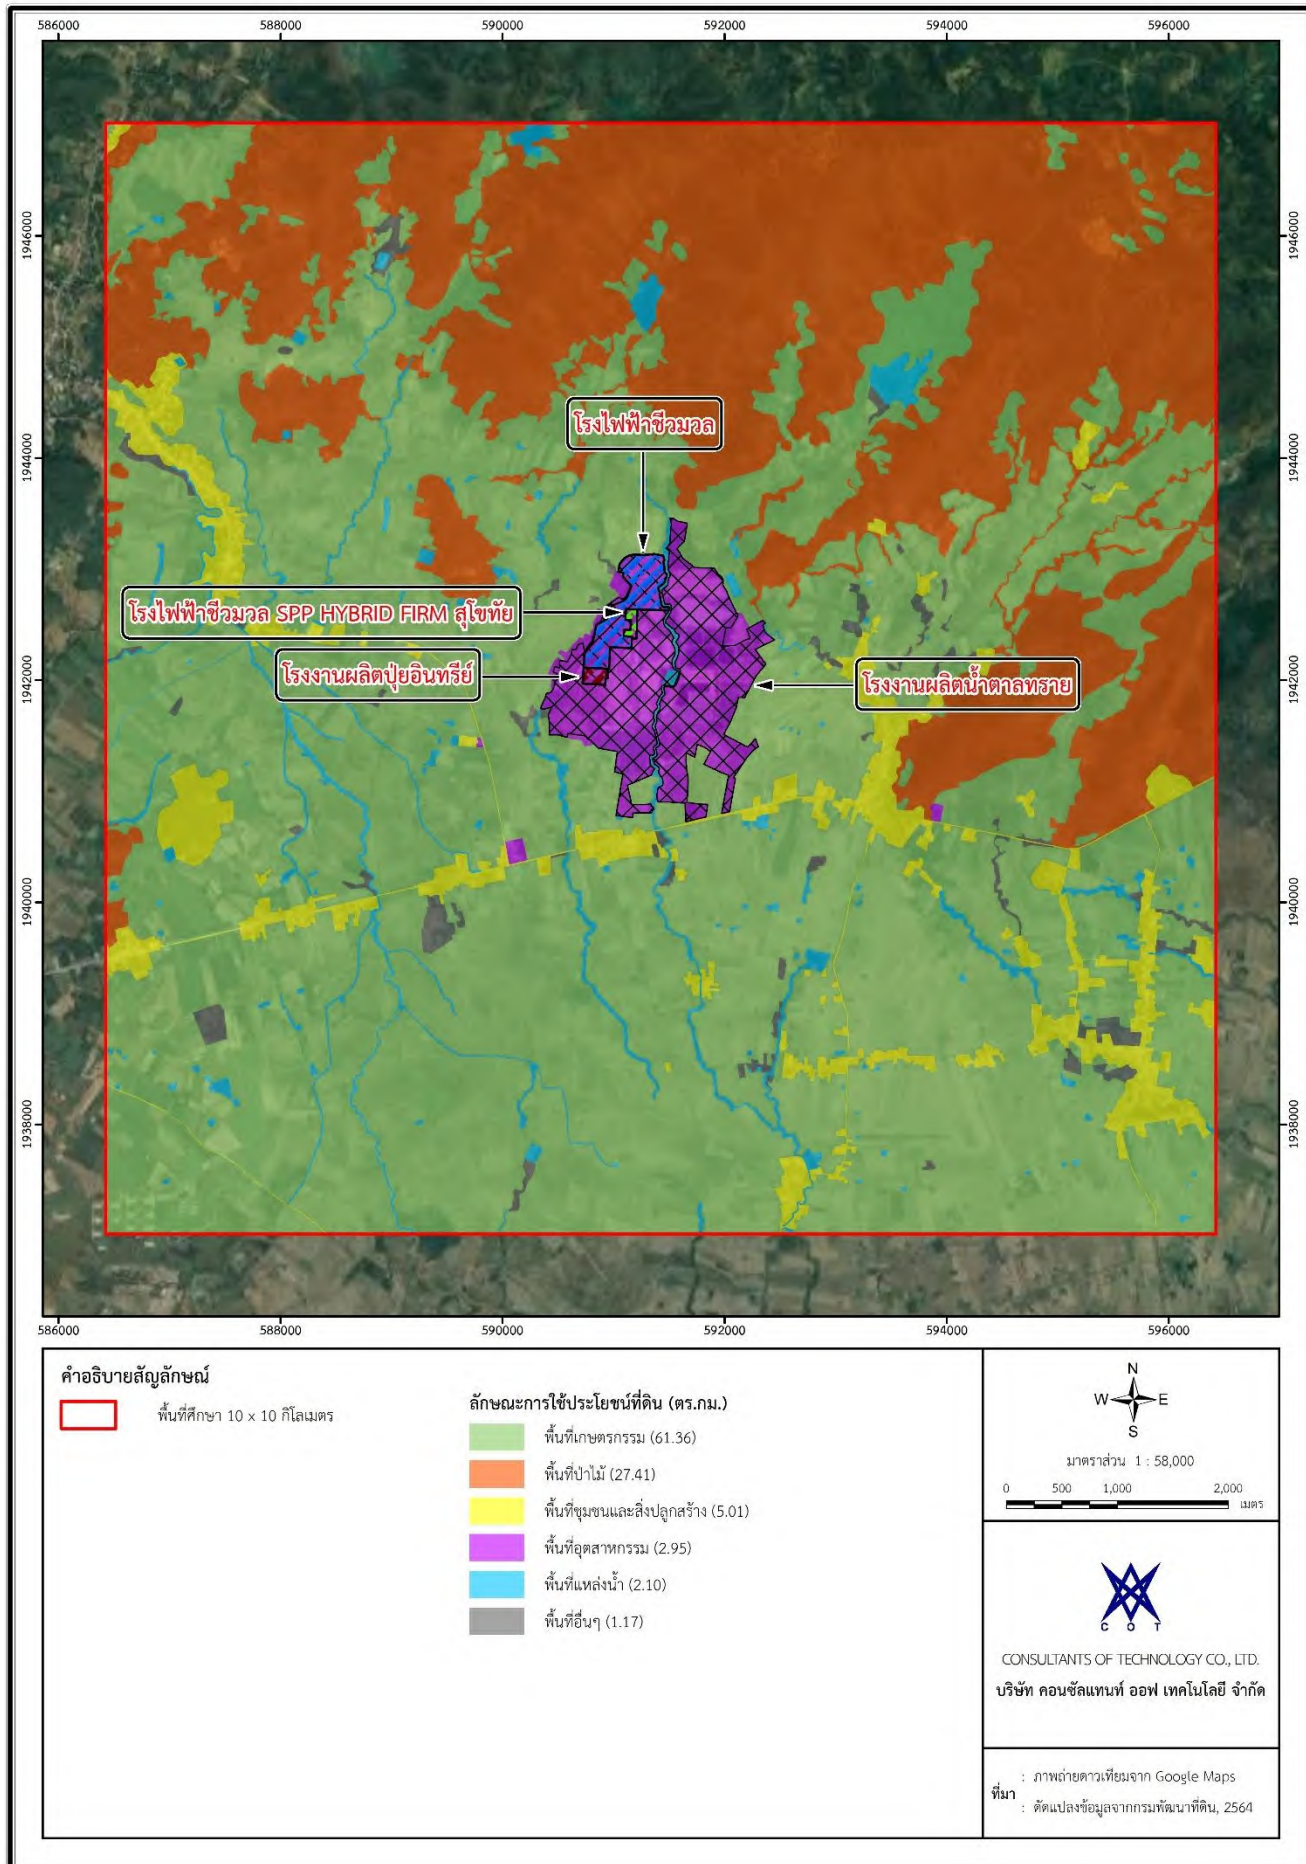 586000 588000 590000 592000 594000 596000
1946000 1946000
โรงไฟฟ้าชีวมวล
1944000 1944000
โรงไฟฟ้าชีวมวล SPP HYBRID FIRM สุโขทัย
โรงงานผลิตปุ๋ยอินทรีย์
โรงงานผลิตน้ำตาลทราย
1942000 1942000
1940000 1940000
1938000 1938000
586000 588000 590000 592000 594000 596000
คำอธิบายสัญลักษณ์
พื้นที่ศึกษา 10 x 10 กิโลเมตร
ลักษณะการใช้ประโยชน์ที่ดิน (ตร.กม.)
พื้นที่เกษตรกรรม (61.36)
พื้นที่ป่าไม้ (27.41)
พื้นที่ชุมชนและสิ่งปลูกสร้าง (5.01)
พื้นที่อุตสาหกรรม (2.95)
พื้นที่แหล่งน้ำ (2.10)
พื้นที่อื่นๆ (1.17)
N
W E
S
มาตราส่วน 1 : 58,000
0 500 1,000 2,000
เมตร
C O T
CONSULTANTS OF TECHNOLOGY CO., LTD.
บริษัท คอนซัลแทนท์ ออฟ เทคโนโลยี จำกัด
ที่มา : ภาพถ่ายดาวเทียมจาก Google Maps
: ดัดแปลงข้อมูลจากกรมพัฒนาที่ดิน, 2564